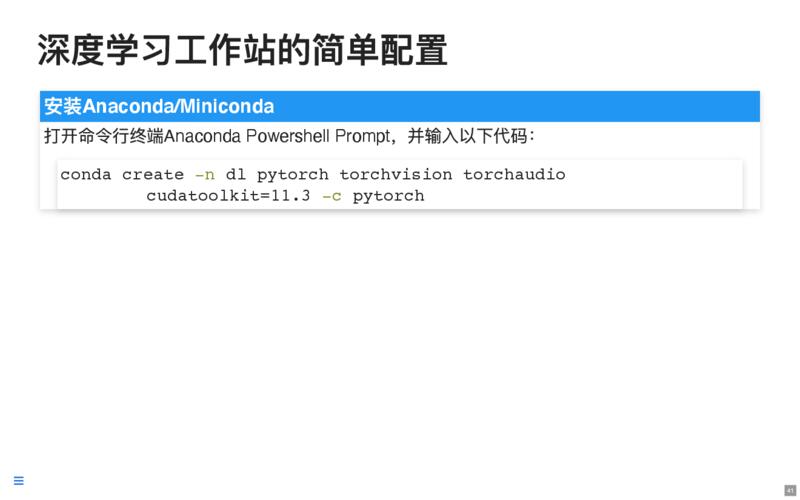 深度学习工作站的简单配置
安装Anaconda/Miniconda
打开命令行终端Anaconda Powershell Prompt，并输入以下代码：
conda create -n dl pytorch torchvision torchaudio
cudatoolkit=11.3 -c pytorch
41